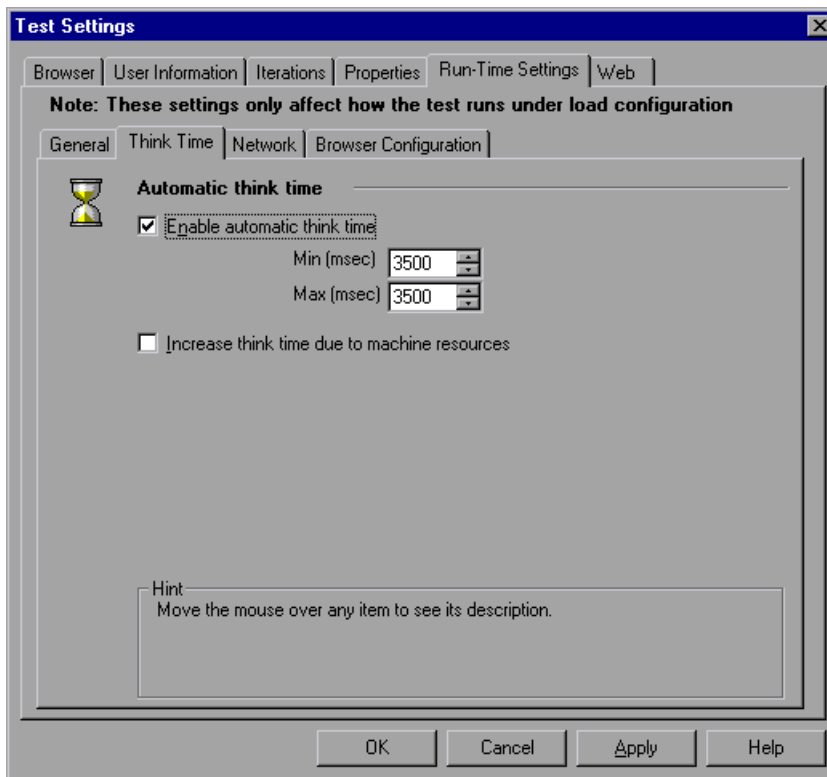 Test Settings
Browser User Information Iterations Properties Run-Time Settings Web
Note: These settings only affect how the test runs under load configuration
General Think Time Network Browser Configuration
Automatic think time
Enable automatic think time
Min (msec) 3500
Max (msec) 3500
Increase think time due to machine resources
Hint
Move the mouse over any item to see its description.
OK Cancel Apply Help